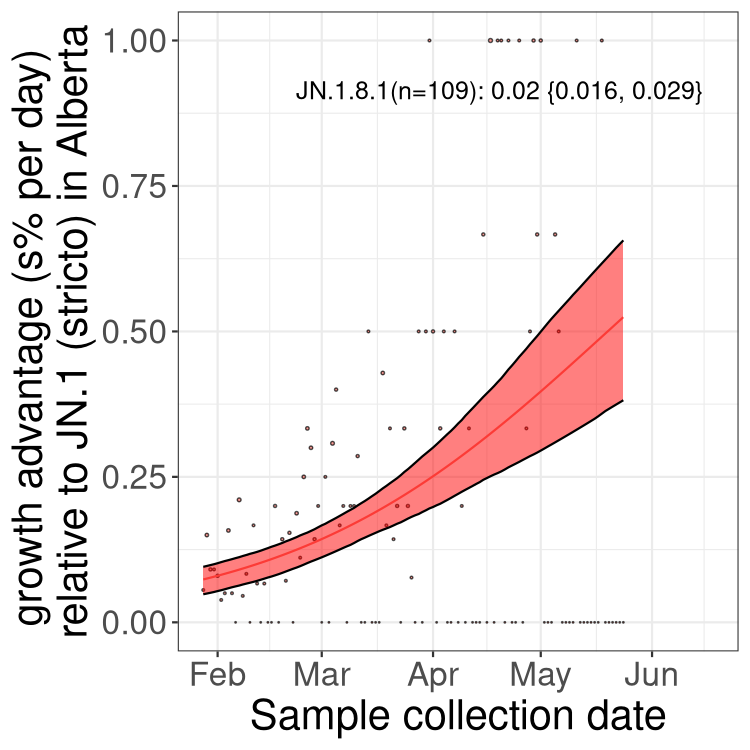 growth advantage (s% per day)
relative to JN.1 (stricto) in Alberta
1.00
0.75
0.50
0.25
0.00
JN.1.8.1(n=109): 0.02 {0.016, 0.029}
Feb Mar Apr May Jun
Sample collection date